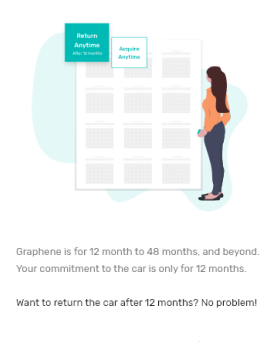 Return
Anytime
After 12 months
Acquire
Anytime
Graphene is for 12 month to 48 months, and beyond.
Your commitment to the car is only for 12 months.
Want to return the car after 12 months? No problem!